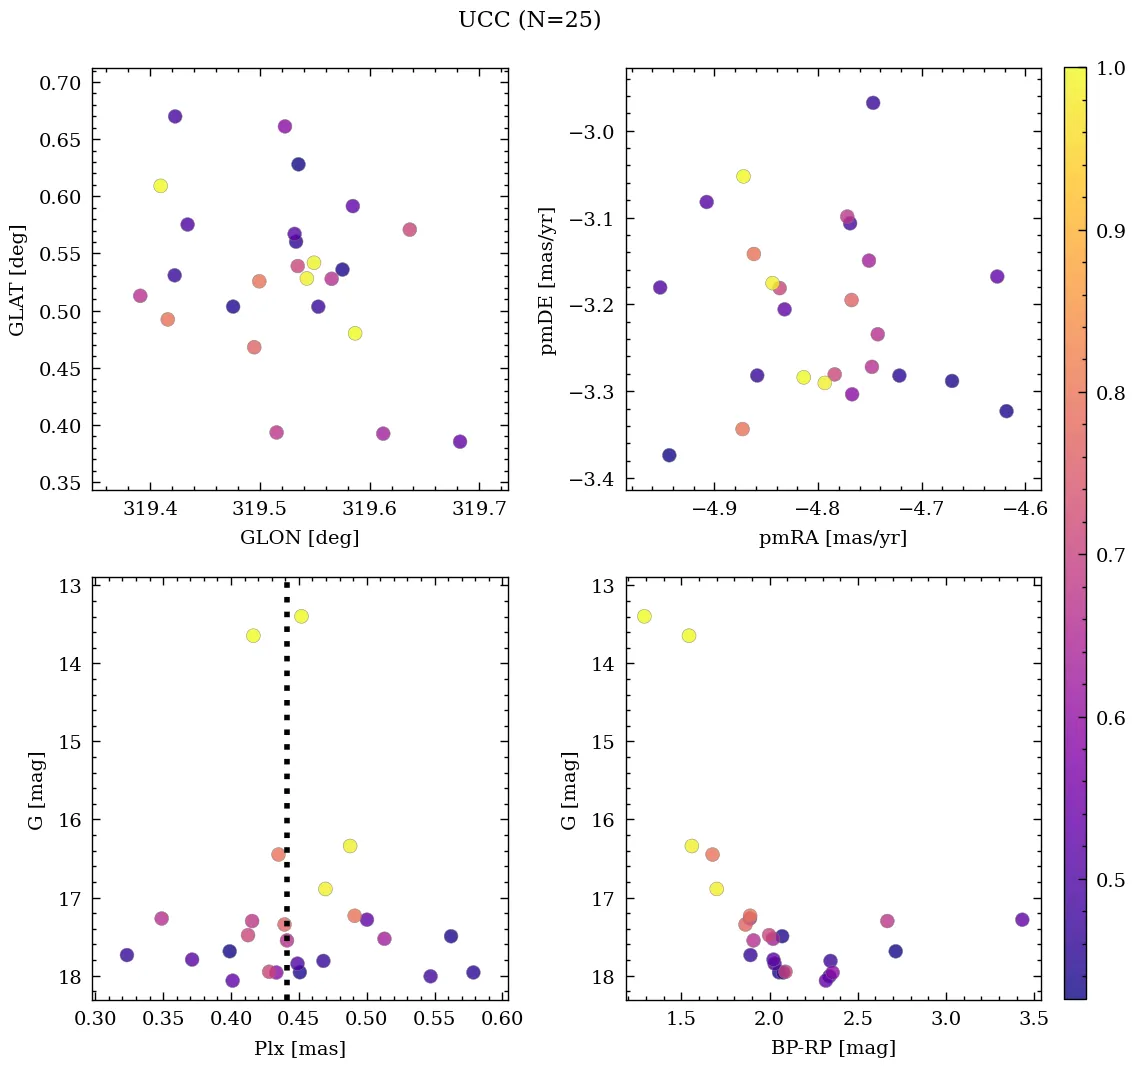 UCC (N=25)
0.70
0.65
0.60
0.55
0.50
0.45
0.40
0.35
GLAT [deg]
319.4 319.5 319.6 319.7
GLON [deg]
−3.0
−3.1
−3.2
−3.3
−3.4
pmDE [mas/yr]
−4.9 −4.8 −4.7 −4.6
pmRA [mas/yr]
13
14
15
16
17
18
G [mag]
0.30 0.35 0.40 0.45 0.50 0.55 0.60
Plx [mas]
13
14
15
16
17
18
G [mag]
1.5 2.0 2.5 3.0 3.5
BP-RP [mag]
1.0
0.9
0.8
0.7
0.6
0.5